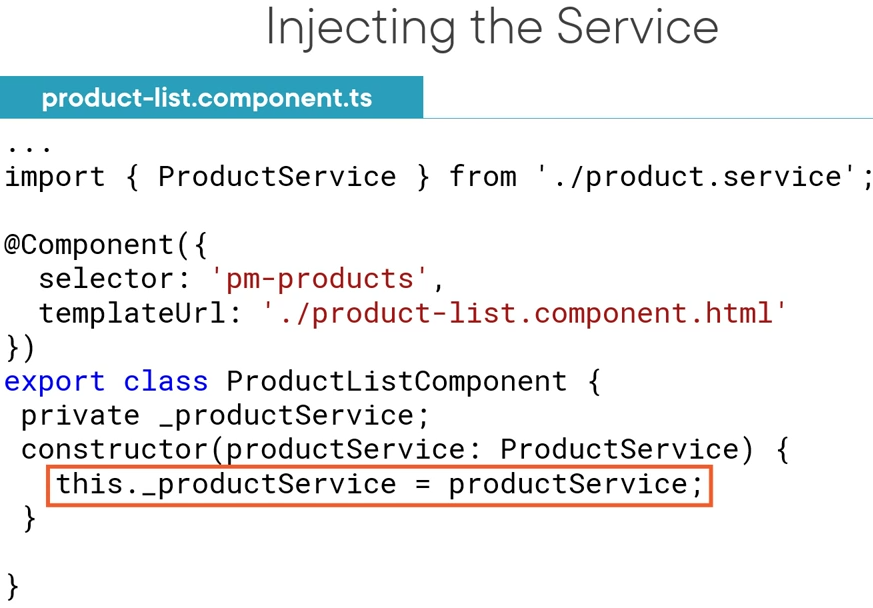 Injecting the Service
product-list.component.ts
...
import { ProductService } from './product.service';
@Component({
  selector: 'pm-products',
  templateUrl: './product-list.component.html'
})
export class ProductListComponent {
 private _productService;
 constructor(productService: ProductService) {
   this._productService = productService;
 }
}